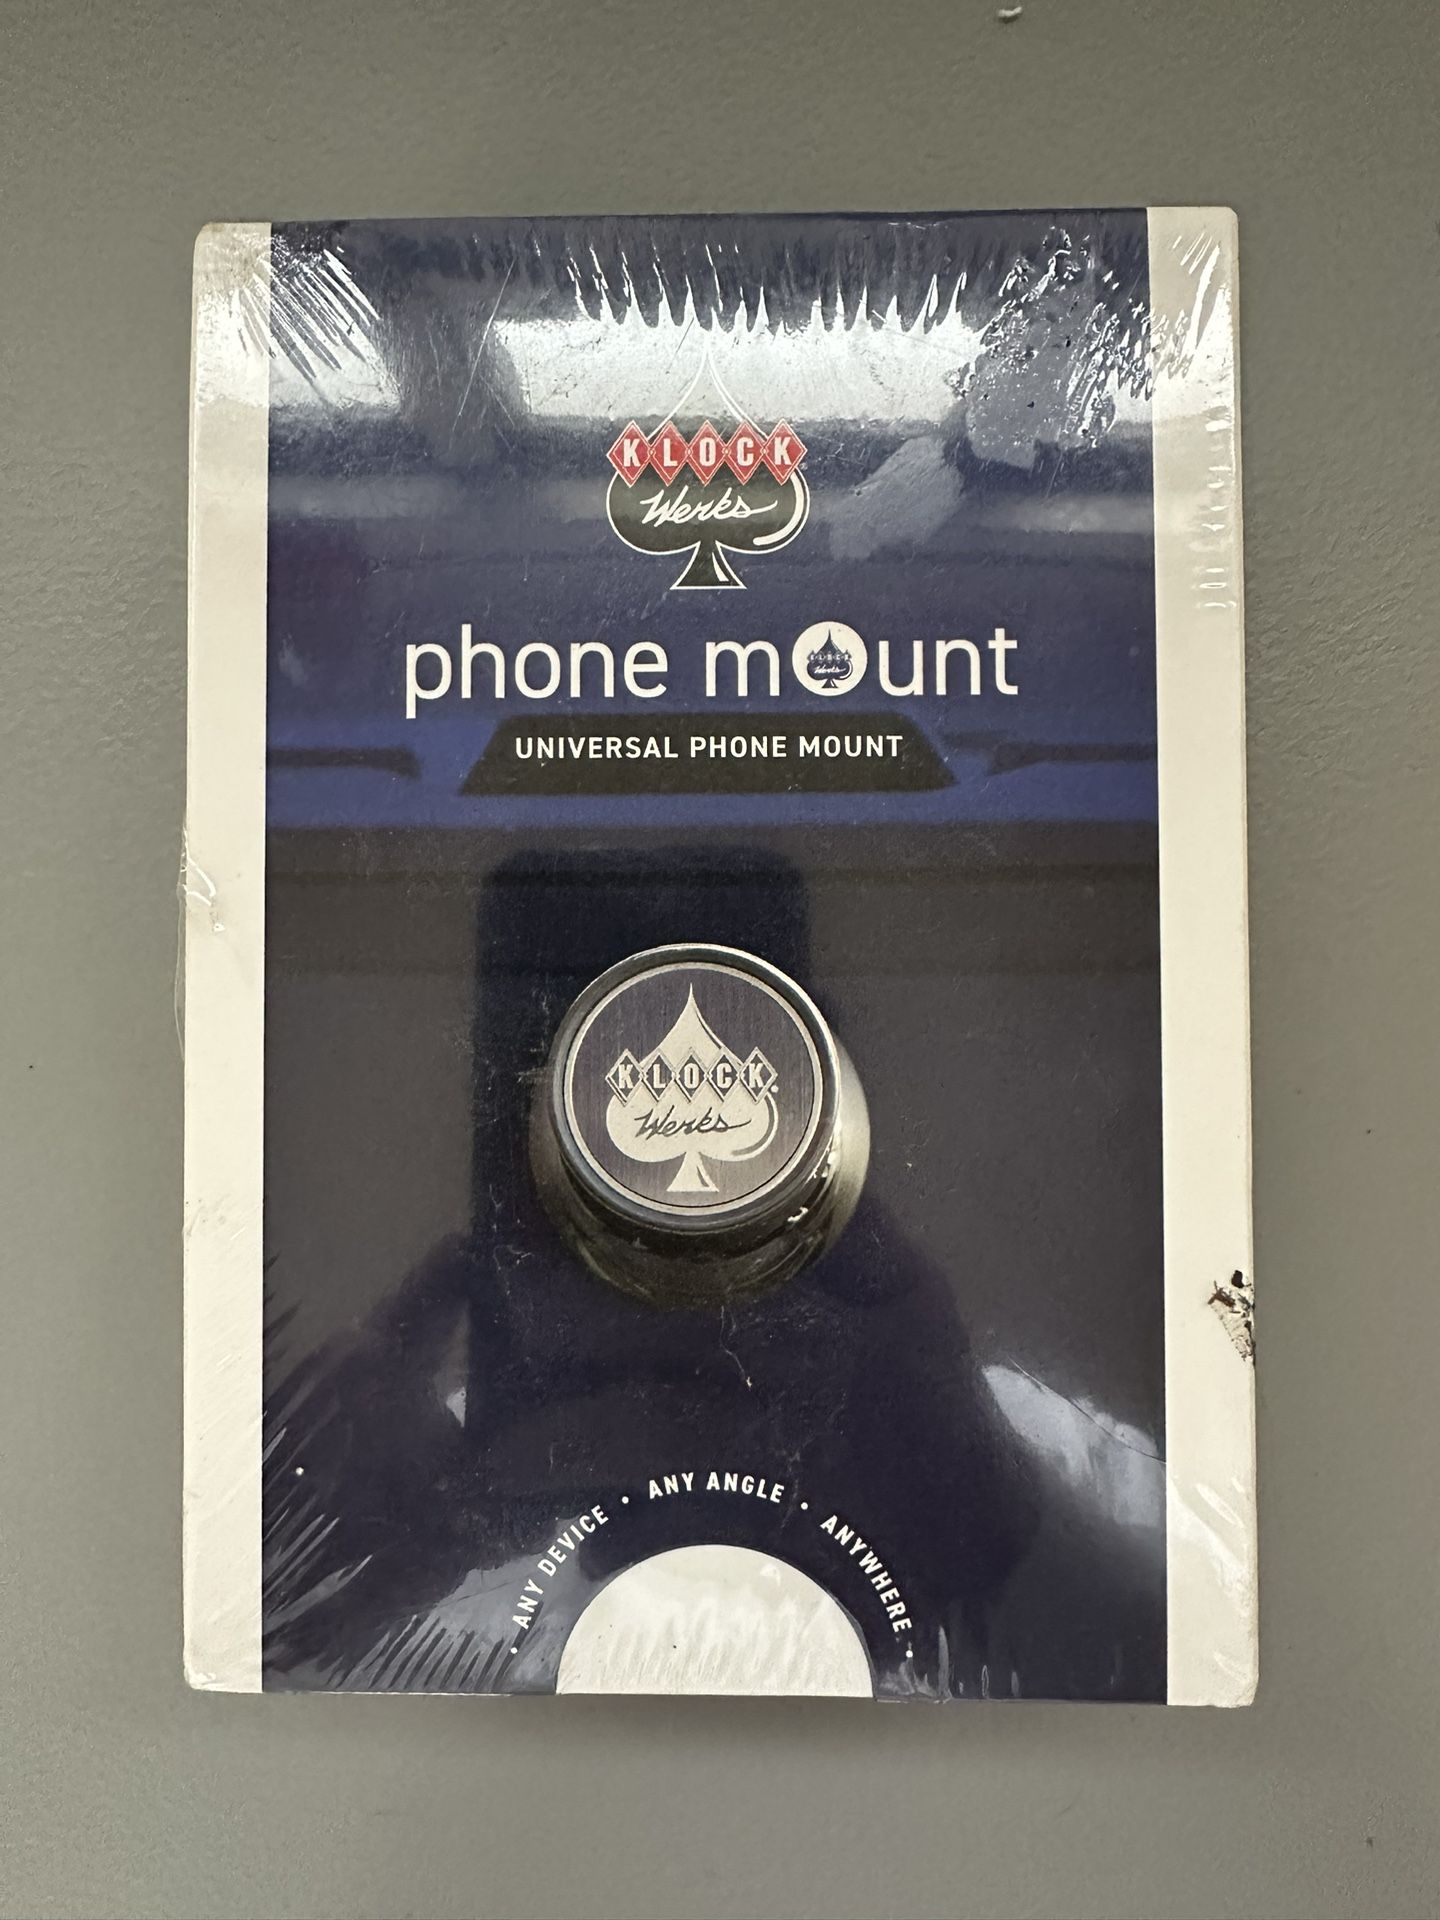 KLOCK
Werks
phone mount
UNIVERSAL PHONE MOUNT
KLOCK
Werks
• ANY DEVICE • ANY ANGLE • ANYWHERE •